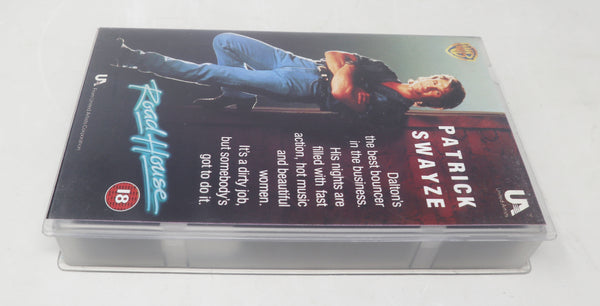 PATRICK
SWAYZE
UA
Dalton's
the best bouncer
in the business.
His nights are
filled with fast
action, hot music
and beautiful
women.
It's a dirty job,
but somebody's
got to do it.
Road House
UA
18